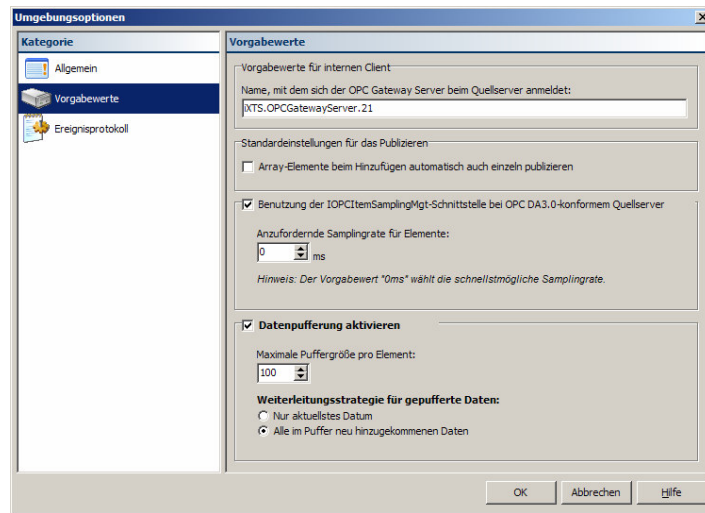 Umgebungsoptionen
Kategorie
Allgemein
Vorgabewerte
Ereignisprotokoll
Vorgabewerte
Vorgabewerte für internen Client
Name, mit dem sich der OPC Gateway Server beim Quellserver anmeldet:
iXTS.OPCGatewayServer.21
Standardeinstellungen für das Publizieren
Array-Elemente beim Hinzufügen automatisch auch einzeln publizieren
Benutzung der IOPCItemSamplingMgt-Schnittstelle bei OPC DA3.0-konformem Quellserver
Anzufordernde Samplingrate für Elemente:
0 ms
Hinweis: Der Vorgabewert "0ms" wählt die schnellstmögliche Samplingrate.
Datenpufferung aktivieren
Maximale Puffergröße pro Element:
100
Weiterleitungsstrategie für gepufferte Daten:
Nur aktuellstes Datum
Alle im Puffer neu hinzugekommenen Daten
OK Abbrechen Hilfe